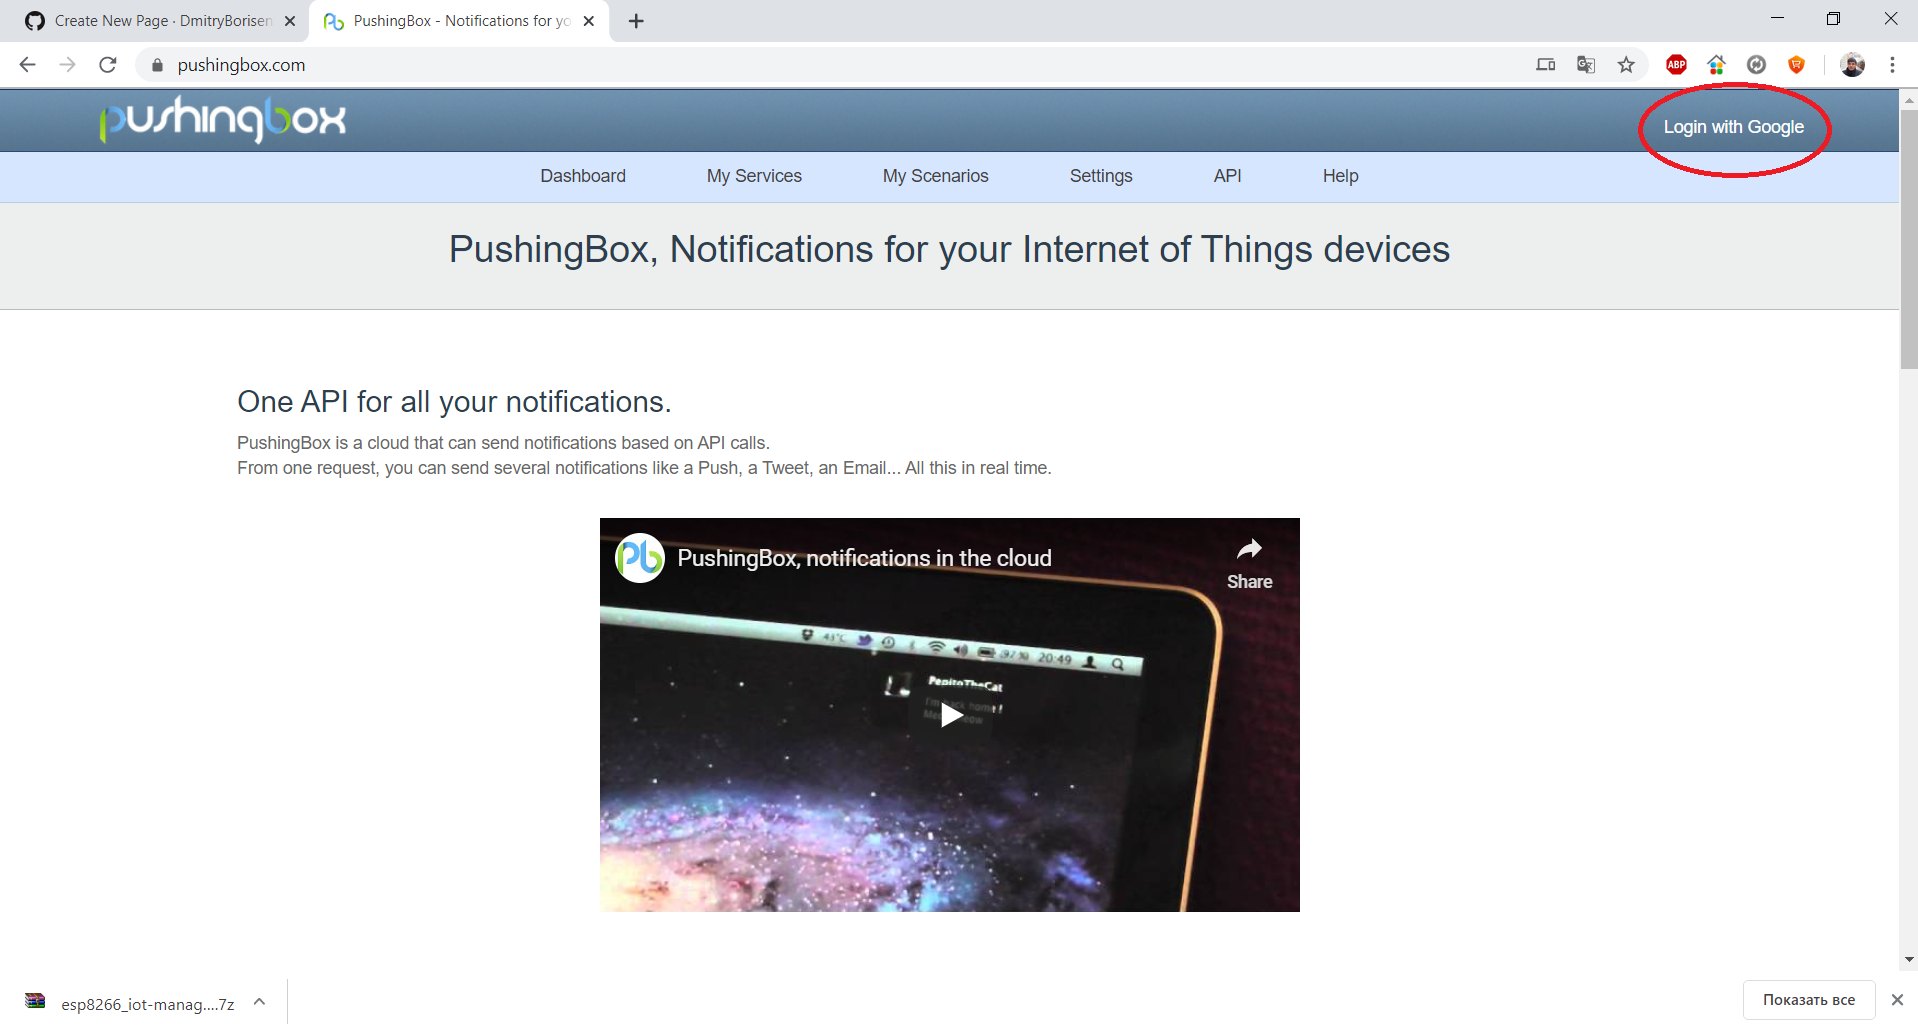 Create New Page · DmitryBorisen
PushingBox - Notifications for yo
pushingbox.com
ABP
pushingbox
Login with Google
Dashboard
My Services
My Scenarios
Settings
API
Help
PushingBox, Notifications for your Internet of Things devices
One API for all your notifications.
PushingBox is a cloud that can send notifications based on API calls.
From one request, you can send several notifications like a Push, a Tweet, an Email... All this in real time.
PushingBox, notifications in the cloud
Share
43°C
20:49
PepitoTheCat
I'm back home!
esp8266_iot-manag....7z
Показать все